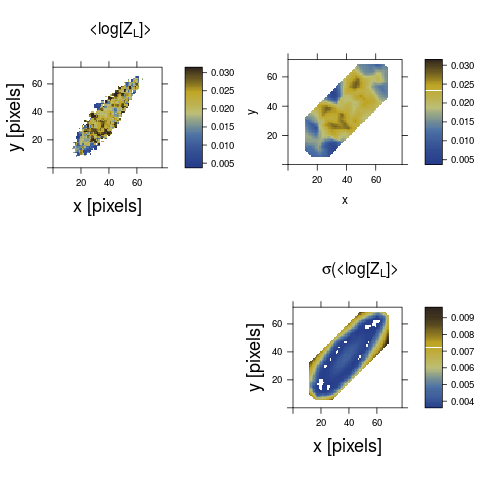 <log[Z_L]>
y [pixels]
60
40
20
20 40 60
x [pixels]
0.030
0.025
0.020
0.015
0.010
0.005
y
60
40
20
20 40 60
x
0.030
0.025
0.020
0.015
0.010
0.005
σ(<log[Z_L]>
y [pixels]
60
40
20
20 40 60
x [pixels]
0.009
0.008
0.007
0.006
0.005
0.004